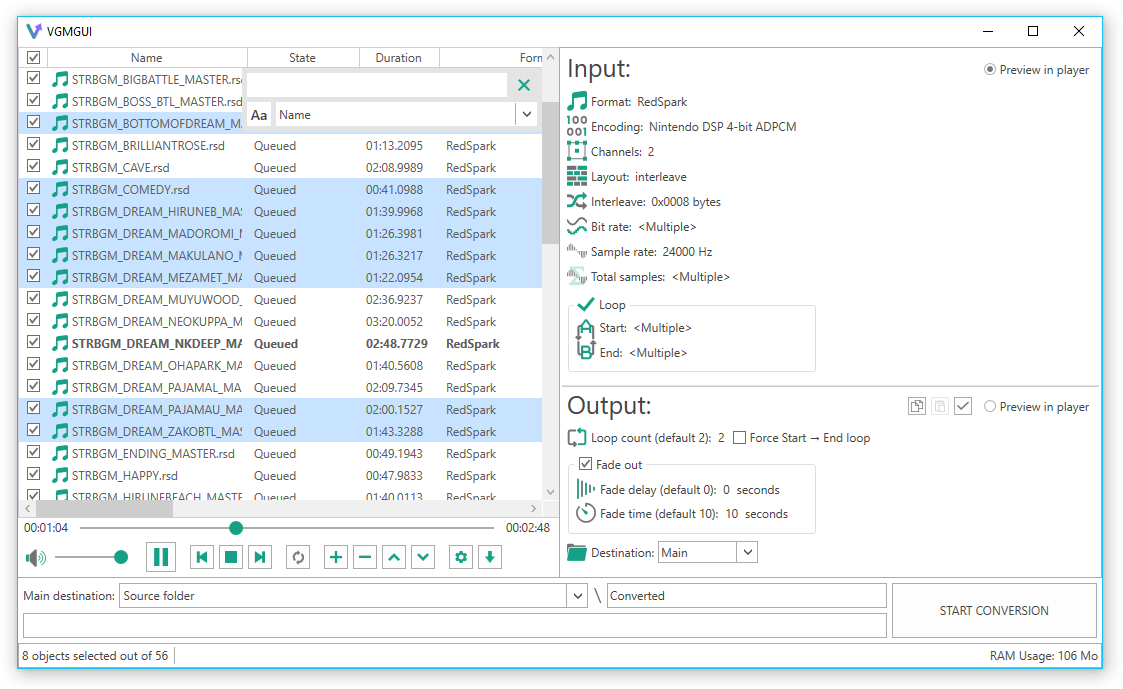 VGMGUI
Name State Duration Form
STRBGM_BIGBATTLE_MASTER.rs
STRBGM_BOSS_BTL_MASTER.rsd
Aa Name
STRBGM_BOTTOMOFDREAM_MA
STRBGM_BRILLIANTROSE.rsd Queued 01:13.2095 RedSpark
STRBGM_CAVE.rsd Queued 02:08.9989 RedSpark
STRBGM_COMEDY.rsd Queued 00:41.0988 RedSpark
STRBGM_DREAM_HIRUNEB_MAS Queued 01:39.9968 RedSpark
STRBGM_DREAM_MADOROMI_M Queued 01:26.3981 RedSpark
STRBGM_DREAM_MAKULANO_M Queued 01:26.3217 RedSpark
STRBGM_DREAM_MEZAMET_MA Queued 01:22.0954 RedSpark
STRBGM_DREAM_MUYUWOOD_ Queued 02:36.9237 RedSpark
STRBGM_DREAM_NEOKUPPA_M Queued 03:20.0052 RedSpark
STRBGM_DREAM_NKDEEP_MA Queued 02:48.7729 RedSpark
STRBGM_DREAM_OHAPARK_MA Queued 01:40.5608 RedSpark
STRBGM_DREAM_PAJAMAL_MA Queued 02:09.7345 RedSpark
STRBGM_DREAM_PAJAMAU_MA Queued 02:00.1527 RedSpark
STRBGM_DREAM_ZAKOBTL_MAS Queued 01:43.3288 RedSpark
STRBGM_ENDING_MASTER.rsd Queued 00:49.1943 RedSpark
STRBGM_HAPPY.rsd Queued 00:47.9833 RedSpark
STRBGM_HIRUNEBEACH_MASTE Queued 01:40.0113 RedSpark
00:01:04 00:02:48
Input: Preview in player
Format: RedSpark
Encoding: Nintendo DSP 4-bit ADPCM
Channels: 2
Layout: interleave
Interleave: 0x0008 bytes
Bit rate: <Multiple>
Sample rate: 24000 Hz
Total samples: <Multiple>
Loop
Start: <Multiple>
End: <Multiple>
Output: Preview in player
Loop count (default 2): 2 Force Start → End loop
Fade out
Fade delay (default 0): 0 seconds
Fade time (default 10): 10 seconds
Destination: Main
Main destination: Source folder \ Converted
START CONVERSION
8 objects selected out of 56
RAM Usage: 106 Mo